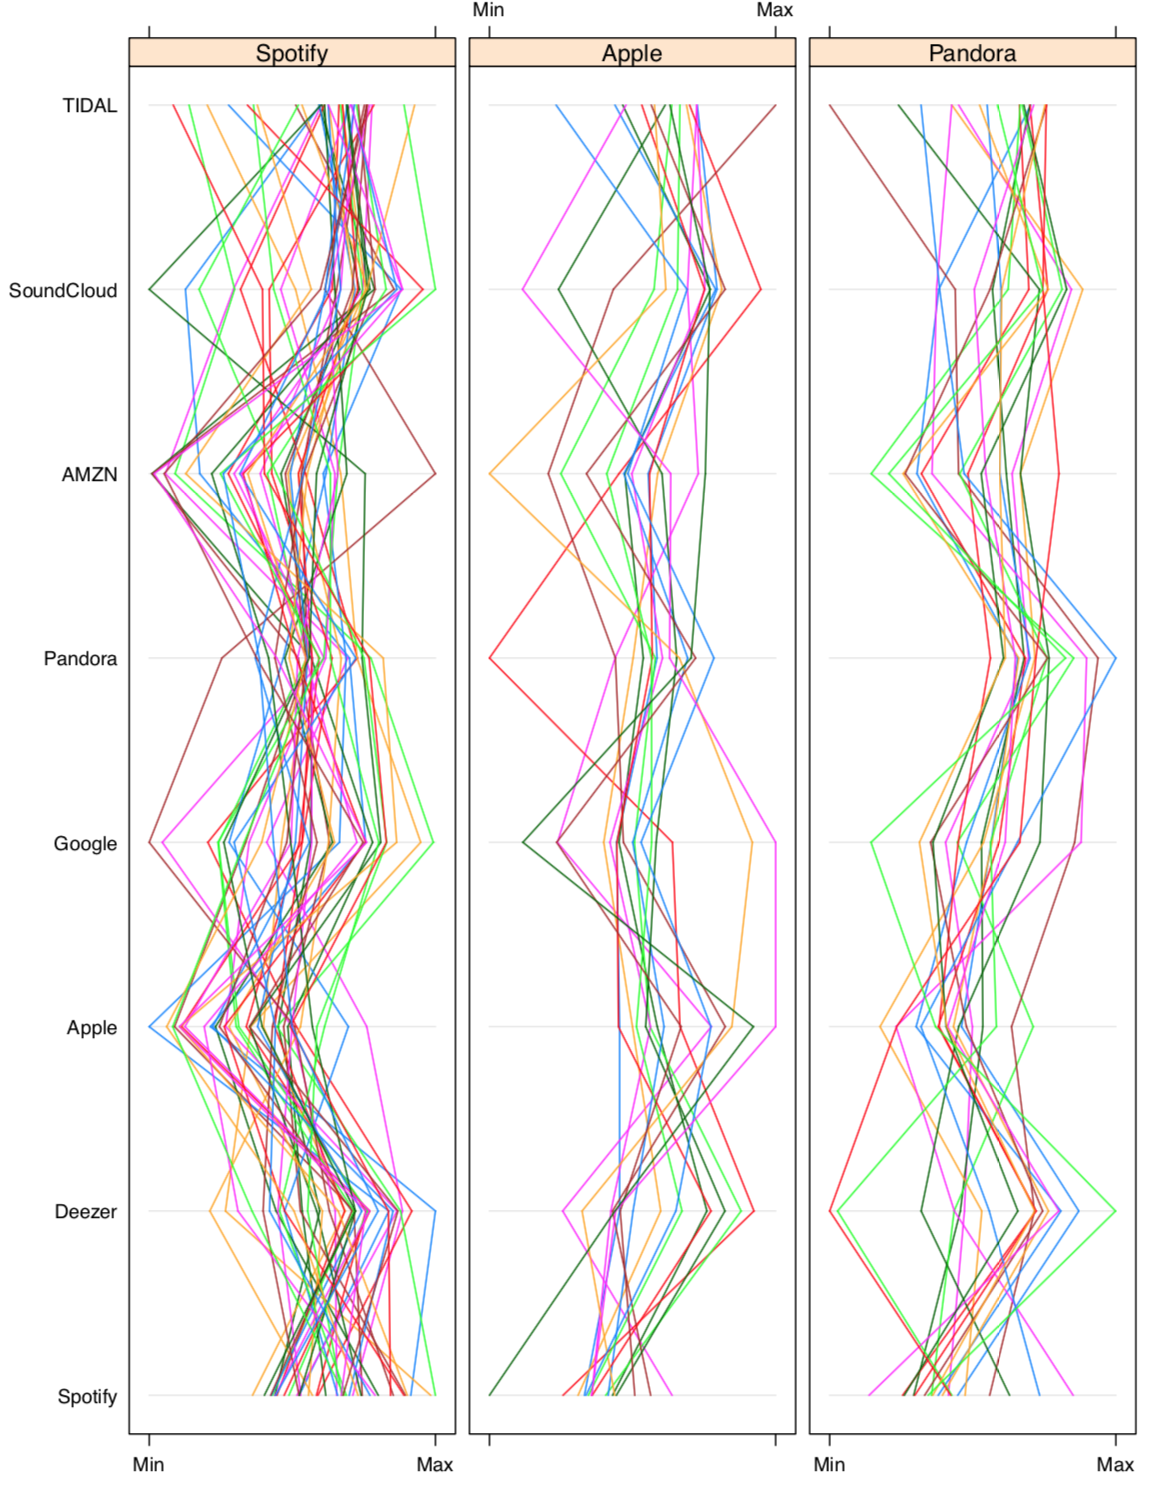 Min Max
Spotify Apple Pandora
TIDAL
SoundCloud
AMZN
Pandora
Google
Apple
Deezer
Spotify
Min Max Min Max